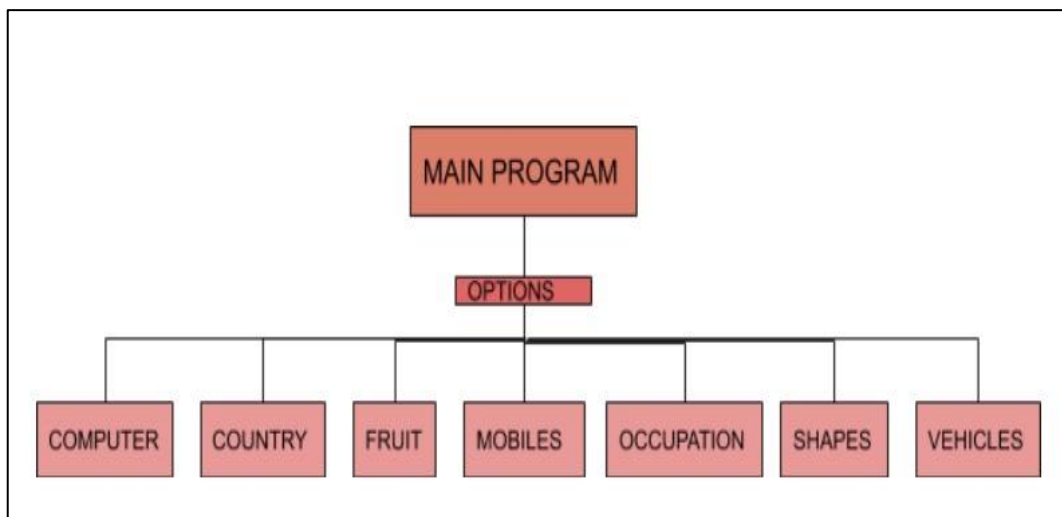 MAIN PROGRAM
OPTIONS
COMPUTER
COUNTRY
FRUIT
MOBILES
OCCUPATION
SHAPES
VEHICLES